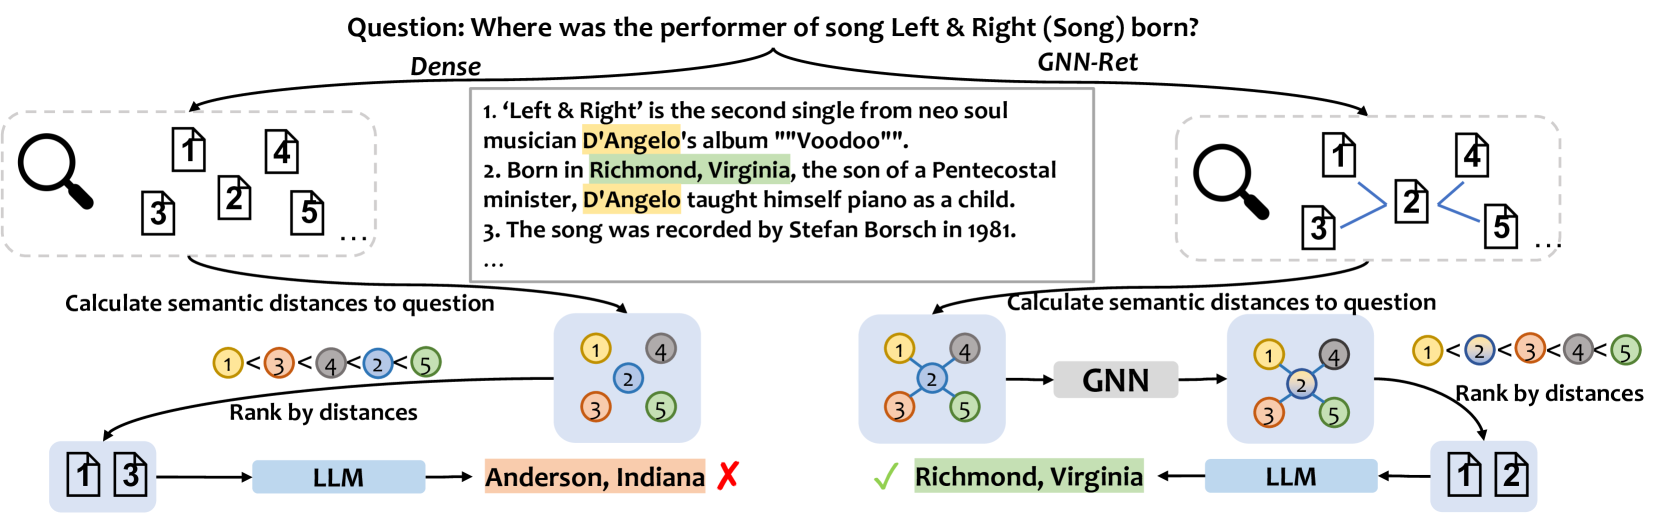 Question: Where was the performer of song Left & Right (Song) born?
Dense
GNN-Ret
1. ‘Left & Right’ is the second single from neo soul
musician D'Angelo's album ""Voodoo"".
2. Born in Richmond, Virginia, the son of a Pentecostal
minister, D'Angelo taught himself piano as a child.
3. The song was recorded by Stefan Borsch in 1981.
...
1
4
2
3
5
...
1
4
2
3
5
...
Calculate semantic distances to question
Calculate semantic distances to question
1 < 3 < 4 < 2 < 5
Rank by distances
1
4
2
3
5
1
4
2
3
5
GNN
1
4
2
3
5
1 < 2 < 3 < 4 < 5
Rank by distances
1 3
LLM
Anderson, Indiana ✗
✓ Richmond, Virginia
LLM
1 2